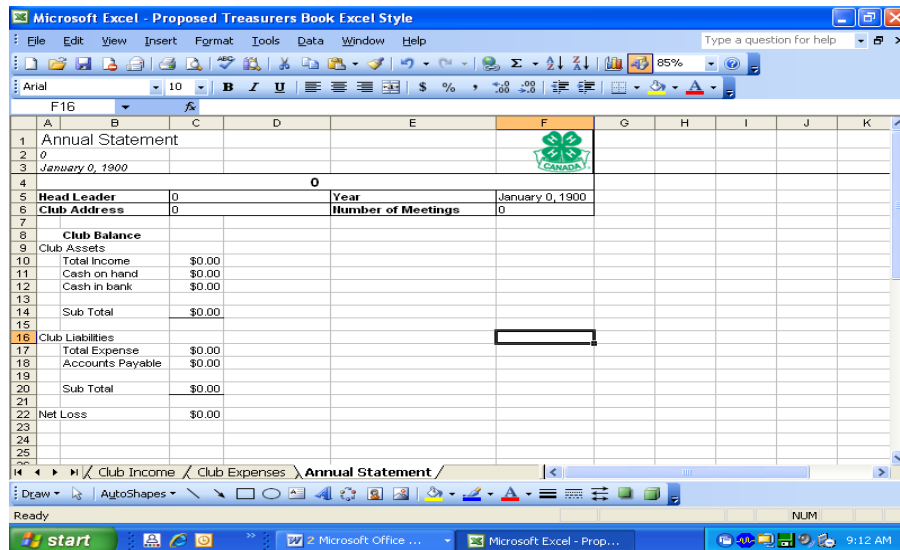 Microsoft Excel - Proposed Treasurers Book Excel Style
File Edit View Insert Format Tools Data Window Help Type a question for help
85%
Arial 10 B I U $ % ,
F16 fx
A B C D E F G H I J K
1 Annual Statement
2 0
3 January 0, 1900
CANADA
4 0
5 Head Leader 0 Year January 0, 1900
6 Club Address 0 Number of Meetings 0
7
8 Club Balance
9 Club Assets
10 Total Income $0.00
11 Cash on hand $0.00
12 Cash in bank $0.00
13
14 Sub Total $0.00
15
16 Club Liabilities
17 Total Expense $0.00
18 Accounts Payable $0.00
19
20 Sub Total $0.00
21
22 Net Loss $0.00
23
24
25
Club Income Club Expenses Annual Statement
Draw AutoShapes
Ready NUM
start 2 Microsoft Office ... Microsoft Excel - Prop... 9:12 AM